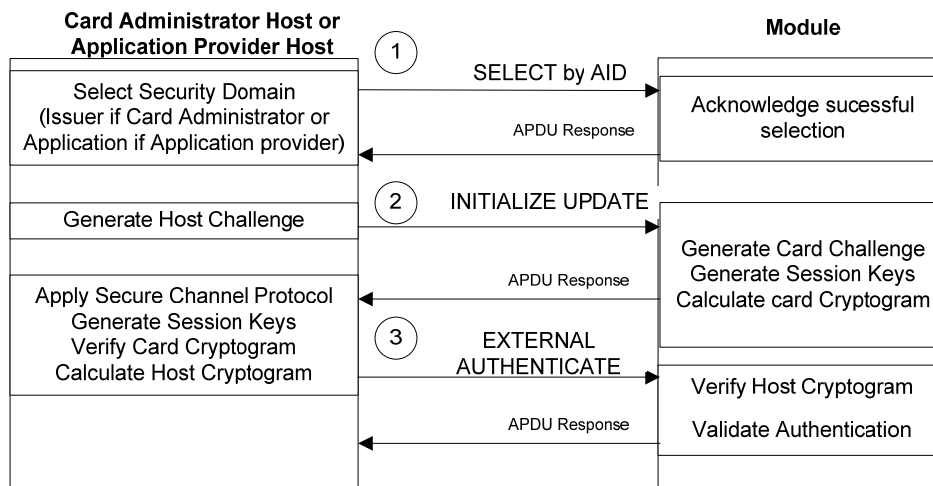 Card Administrator Host or
Application Provider Host
Module
1
SELECT by AID
Select Security Domain
(Issuer if Card Administrator or
Application if Application provider)
Acknowledge sucessful
selection
APDU Response
2
INITIALIZE UPDATE
Generate Host Challenge
Generate Card Challenge
Generate Session Keys
Calculate card Cryptogram
APDU Response
Apply Secure Channel Protocol
Generate Session Keys
Verify Card Cryptogram
Calculate Host Cryptogram
3
EXTERNAL
AUTHENTICATE
Verify Host Cryptogram
Validate Authentication
APDU Response